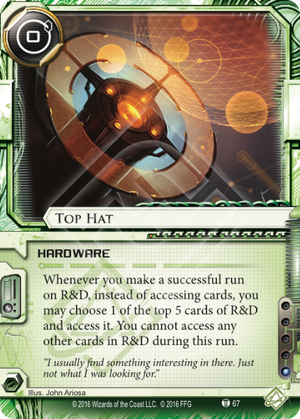 0
TOP HAT
HARDWARE
Whenever you make a successful run
on R&D, instead of accessing cards, you
may choose 1 of the top 5 cards of R&D
and access it. You cannot access any
other cards in R&D during this run.
"I usually find something interesting in there. Just
not what I was looking for."
Illus. John Ariosa
© 2016 Wizards of the Coast LLC. © 2016 FFG
67